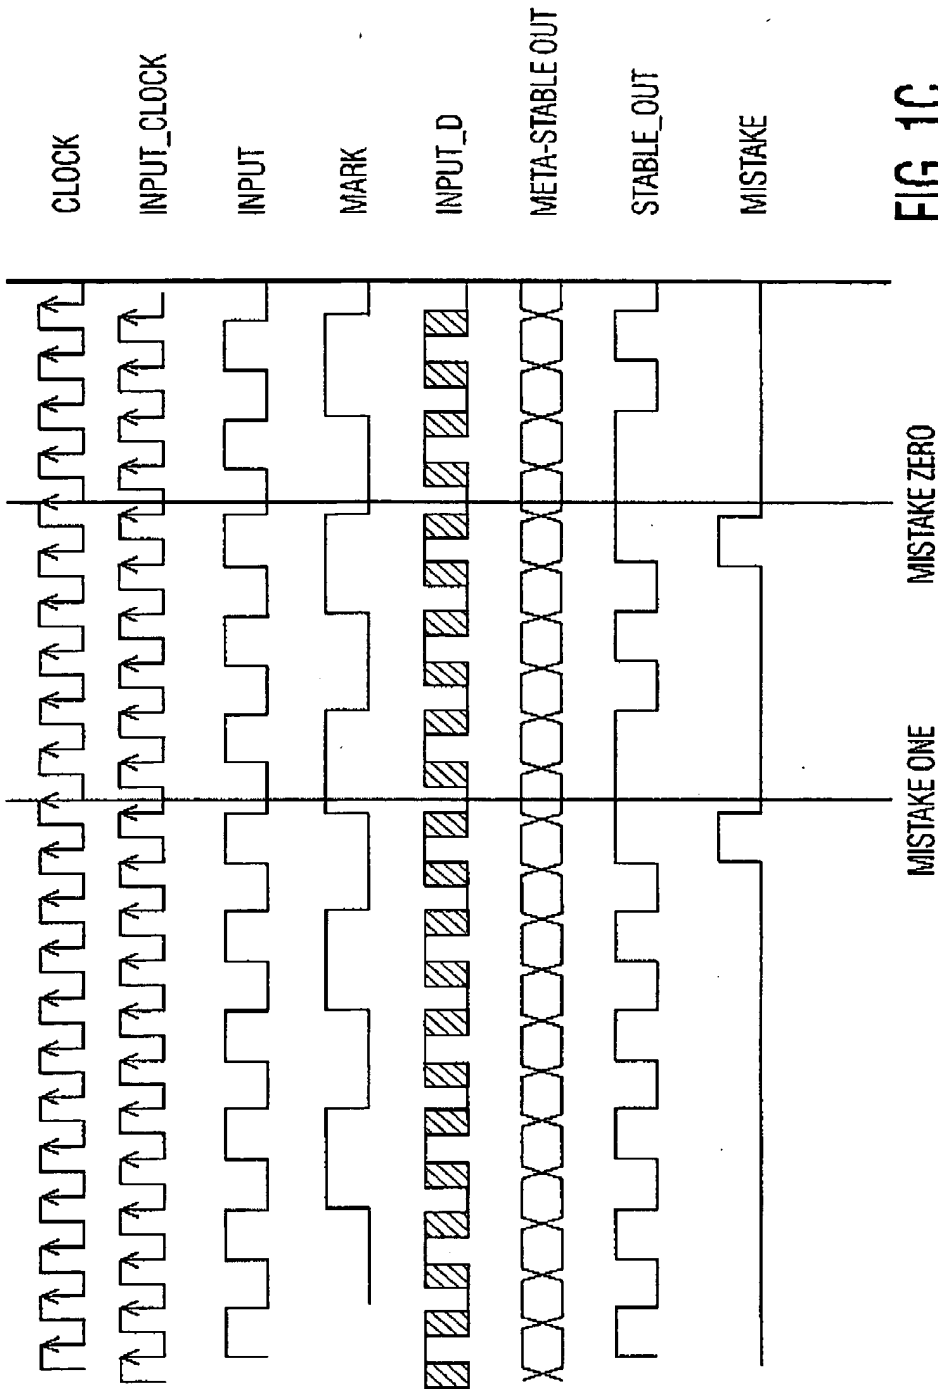 CLOCK
INPUT_CLOCK
INPUT
MARK
INPUT_D
META-STABLE OUT
STABLE_OUT
MISTAKE
MISTAKE ONE
MISTAKE ZERO
FIG. 1C